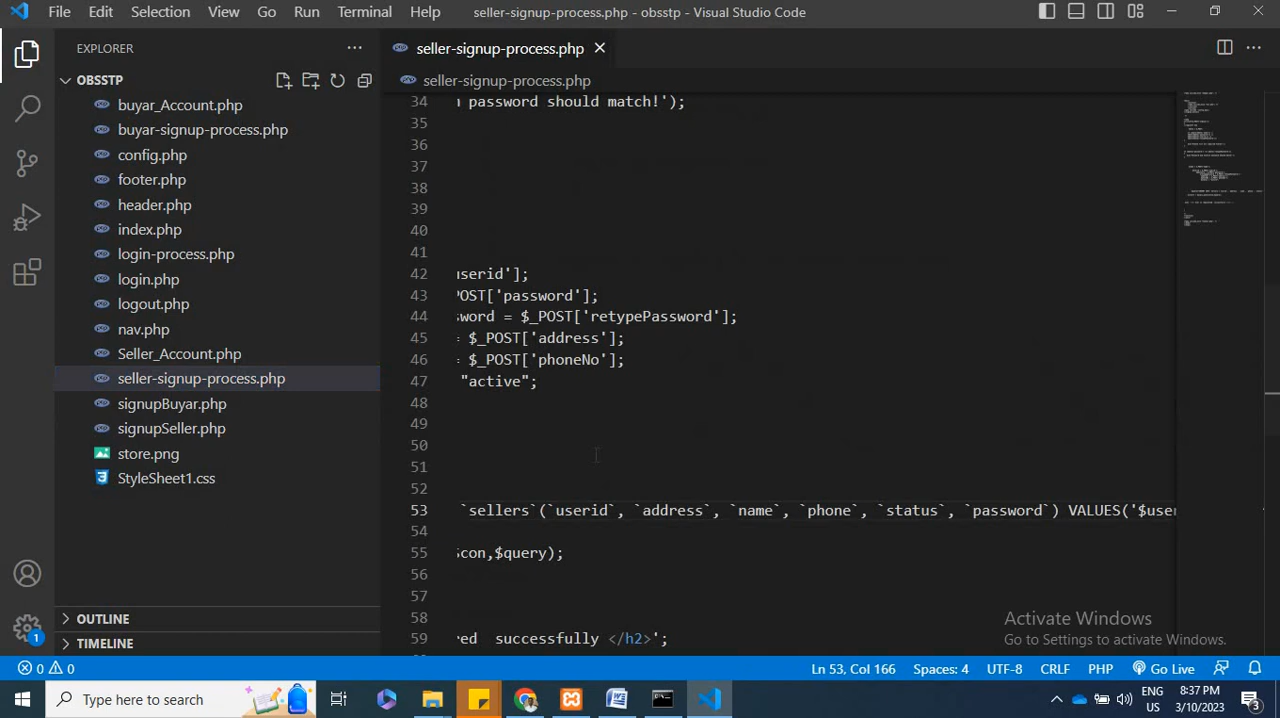 File Edit Selection View Go Run Terminal Help seller-signup-process.php - obsstp - Visual Studio Code
EXPLORER
seller-signup-process.php
OBSSTP
seller-signup-process.php
buyar_Account.php
buyar-signup-process.php
config.php
footer.php
header.php
index.php
login-process.php
login.php
logout.php
nav.php
Seller_Account.php
seller-signup-process.php
signupBuyar.php
signupSeller.php
store.png
StyleSheet1.css
OUTLINE
TIMELINE
34 password should match!');
35
36
37
38
39
40
41
42 userid'];
43 POST['password'];
44 sword = $_POST['retypePassword'];
45 = $_POST['address'];
46 = $_POST['phoneNo'];
47 "active";
48
49
50
51
52
53 `sellers`(`userid`, `address`, `name`, `phone`, `status`, `password`) VALUES('$user
54
55 $con,$query);
56
57
58
59 red successfully </h2>';
Activate Windows
Go to Settings to activate Windows.
0 0 Ln 53, Col 166 Spaces: 4 UTF-8 CRLF PHP Go Live
1
Type here to search
ENG
US
8:37 PM
3/10/2023
3